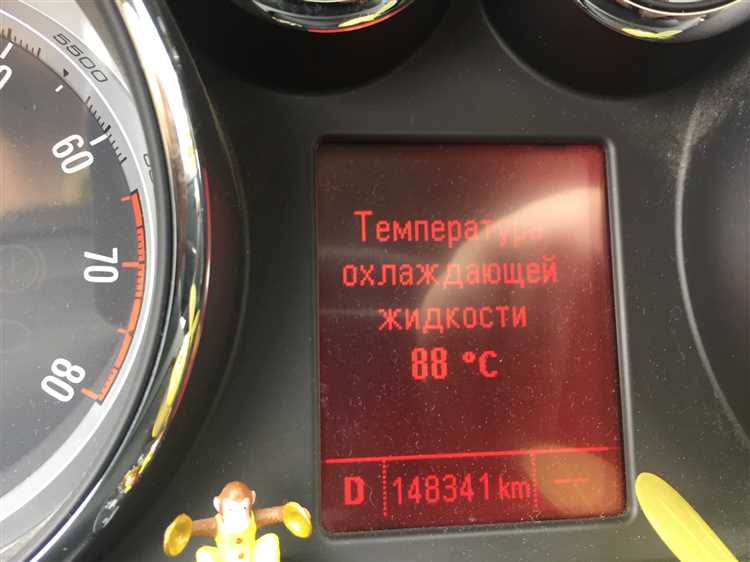 5500
60
70
80
Температура
охлаждающей
жидкости
88 °C
D 148341 km ---